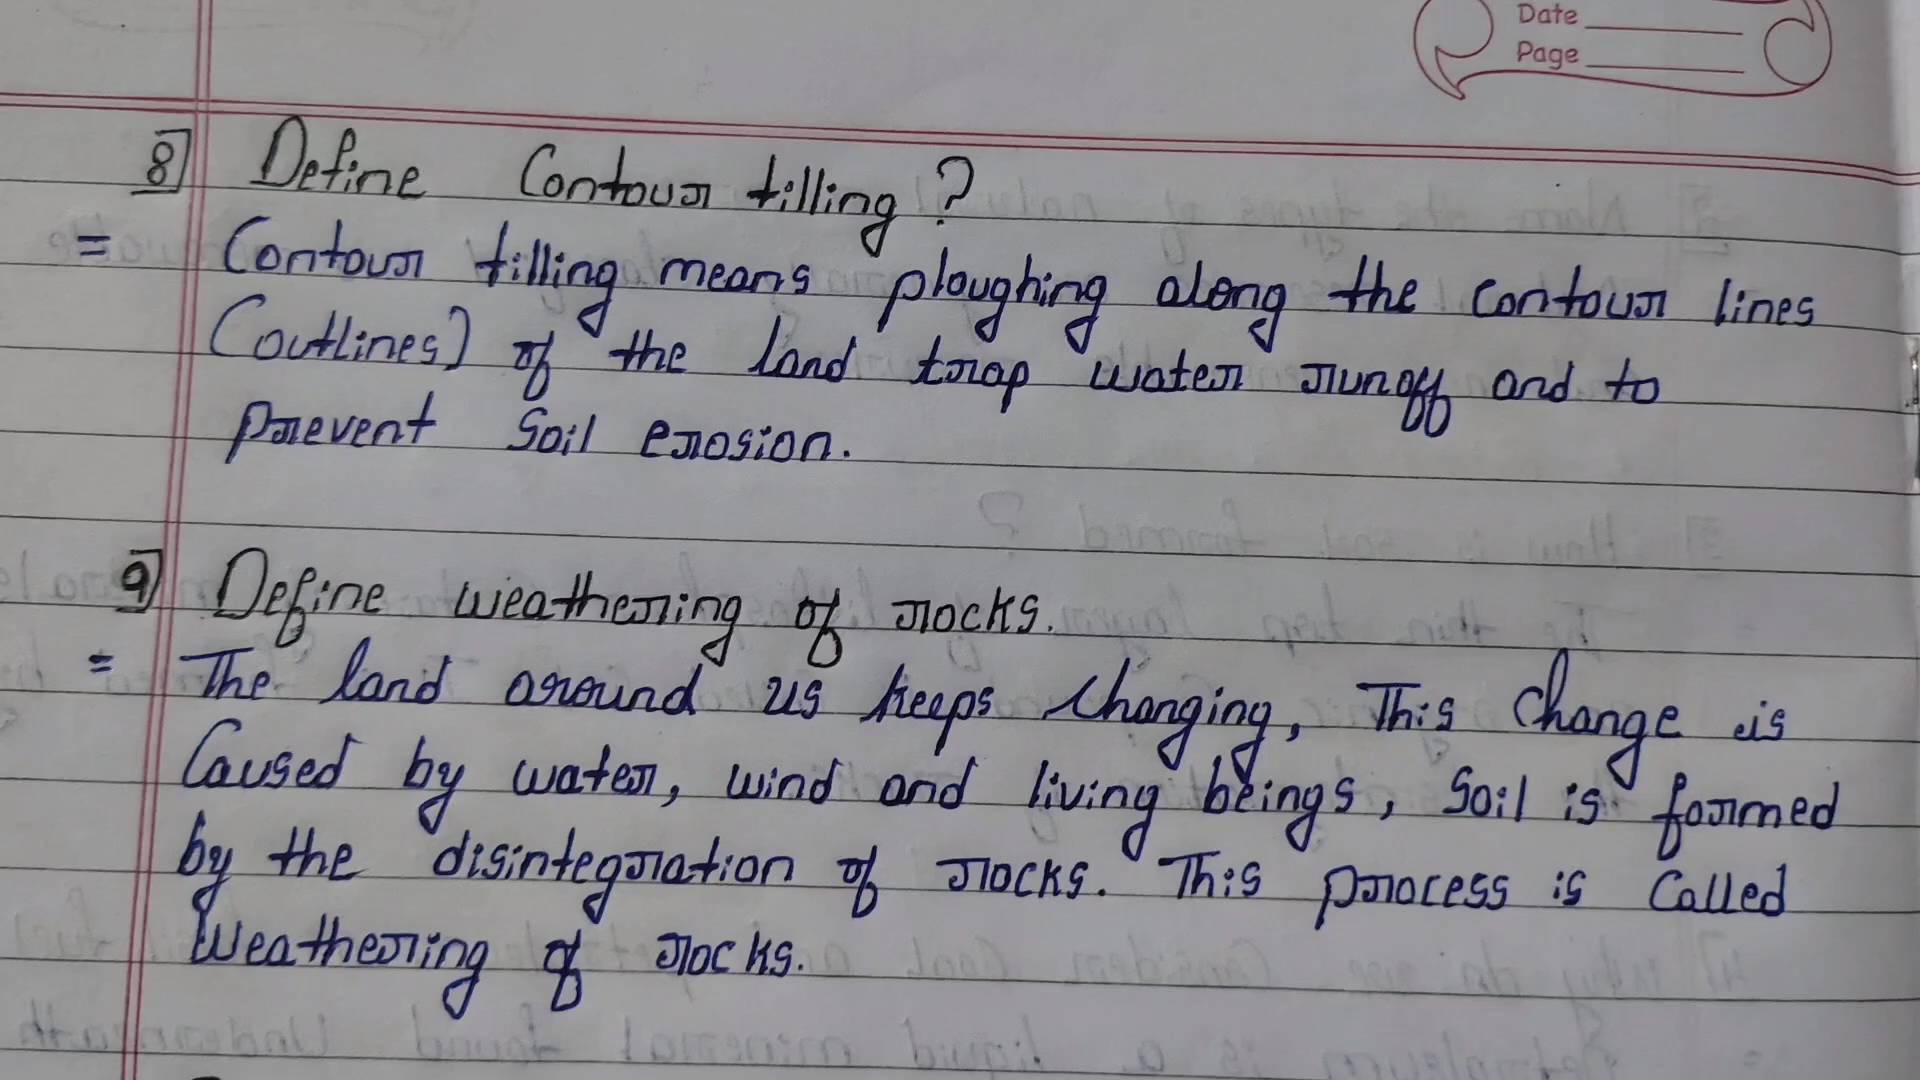 Date
Page
8] Define Contour tilling?
= Contour tilling means ploughing along the contour lines
(outlines) of the land trap water runoff and to
prevent soil erosion.
9] Define weathering of rocks.
= The land around us keeps changing, This change is
Caused by water, wind and living beings, Soil is formed
by the disintegration of rocks. This process is called
Weathering of rocks.